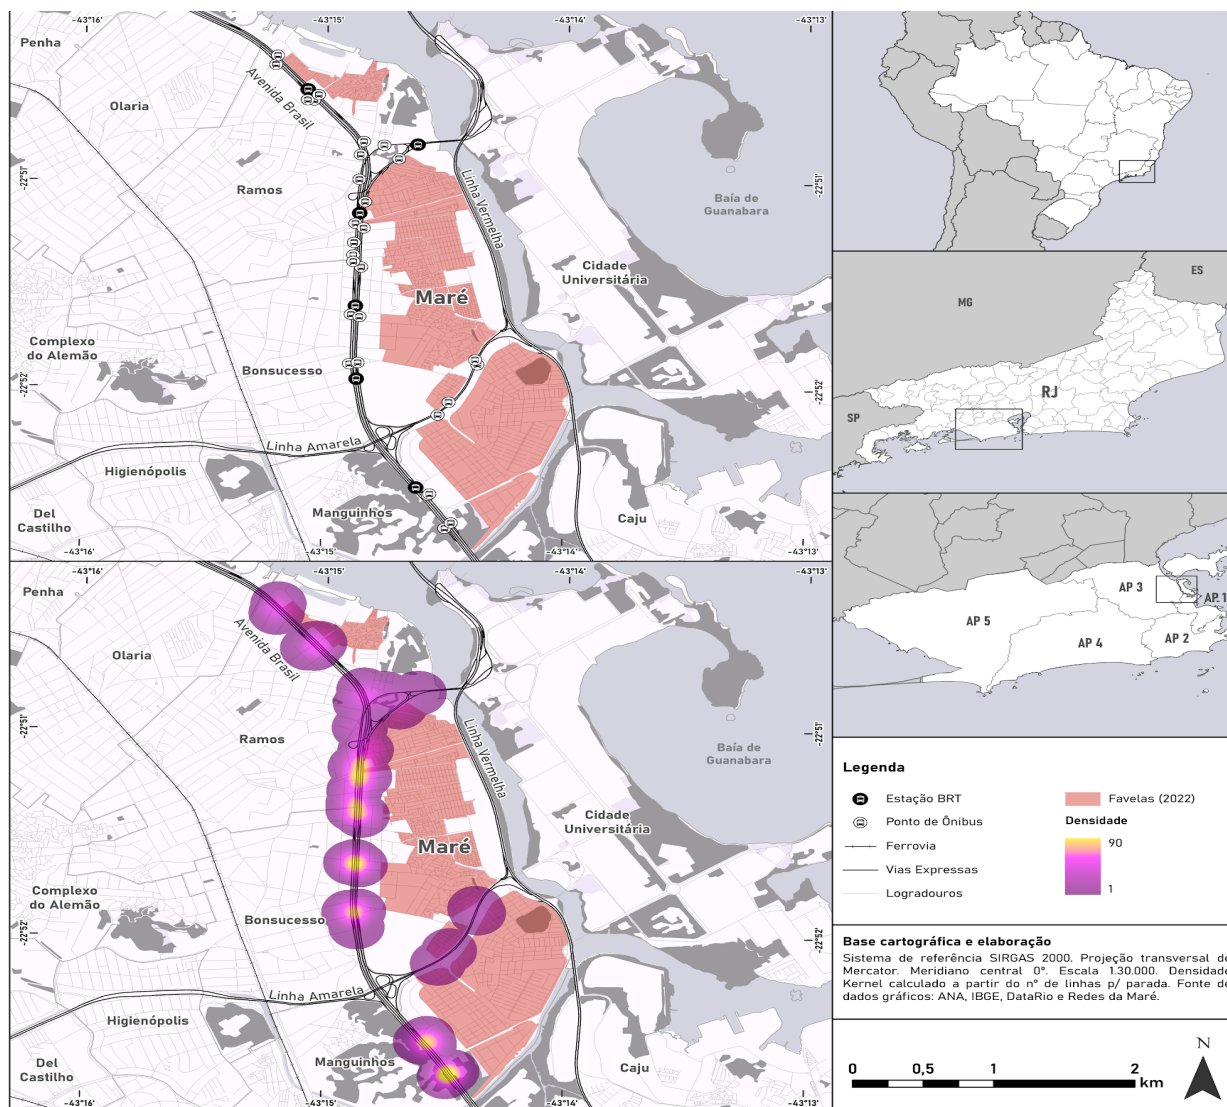 -43°16'
-43°15'
-43°14'
-43°13'
Penha
Olaria
Avenida Brasil
Ramos
-22°51'
-22°51'
Linha Vermelha
Baía de
Guanabara
Cidade
Universitária
Maré
Complexo
do Alemão
Bonsucesso
-22°52'
-22°52'
Linha Amarela
Higienópolis
Manguinhos
Del
Castilho
Caju
-43°16'
-43°15'
-43°14'
-43°13'
Penha
Olaria
Avenida Brasil
Ramos
-22°51'
-22°51'
Linha Vermelha
Baía de
Guanabara
Cidade
Universitária
Maré
Complexo
do Alemão
Bonsucesso
-22°52'
-22°52'
Linha Amarela
Higienópolis
Manguinhos
Del
Castilho
Caju
-43°16'
-43°15'
-43°14'
-43°13'
ES
MG
RJ
SP
AP 3
AP. 1
AP 5
AP 4
AP 2
Legenda
Estação BRT
Ponto de Ônibus
Ferrovia
Vias Expressas
Logradouros
Favelas (2022)
Densidade
90
1
Base cartográfica e elaboração
Sistema de referência SIRGAS 2000. Projeção transversal de
Mercator. Meridiano central 0°. Escala 1.30.000. Densidade
Kernel calculado a partir do nº de linhas p/ parada. Fonte de
dados gráficos: ANA, IBGE, DataRio e Redes da Maré.
0 0,5 1 2
km
N